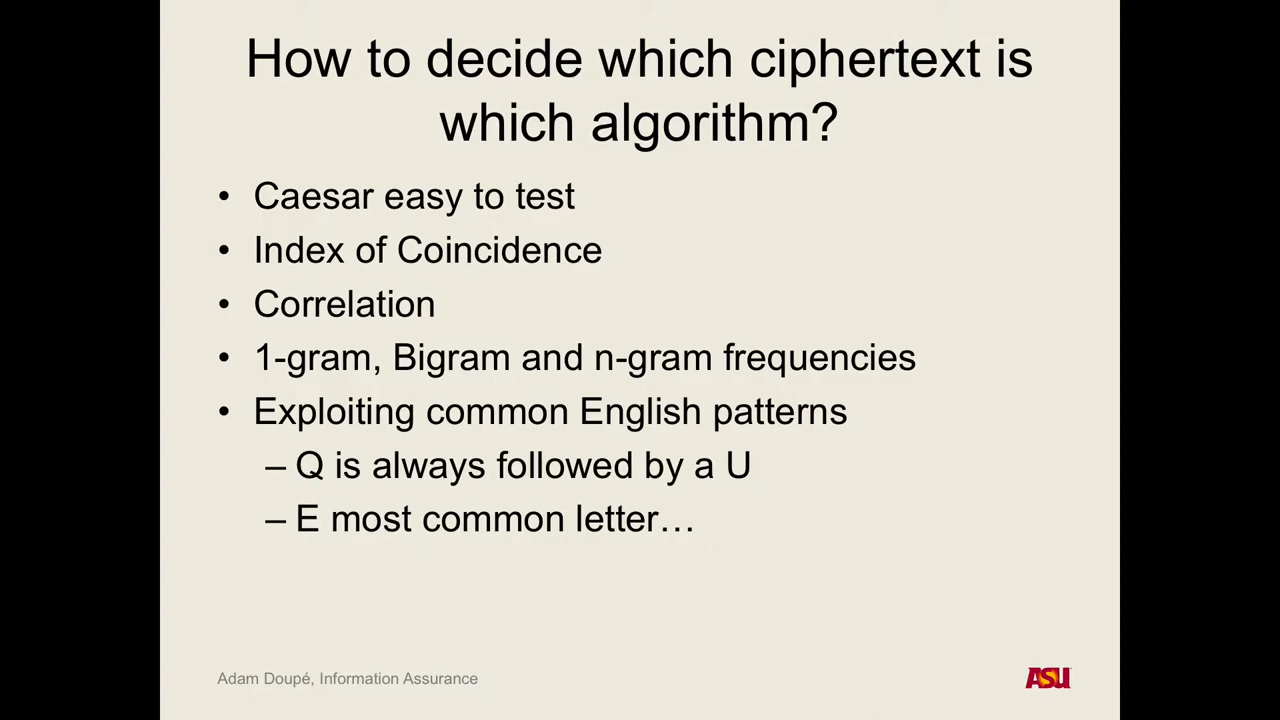 How to decide which ciphertext is
which algorithm?
• Caesar easy to test
• Index of Coincidence
• Correlation
• 1-gram, Bigram and n-gram frequencies
• Exploiting common English patterns
– Q is always followed by a U
– E most common letter…
Adam Doupé, Information Assurance
ASU